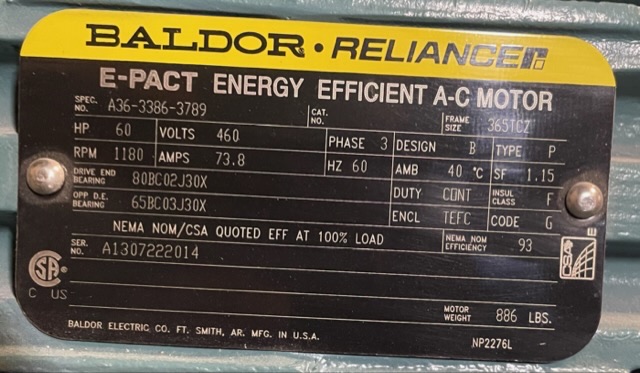 BALDOR · RELIANCE
E-PACT ENERGY EFFICIENT A-C MOTOR
SPEC. NO. A36-3386-3789 CAT. NO. FRAME SIZE 365TCZ
HP 60 VOLTS 460 PHASE 3 DESIGN B TYPE P
RPM 1180 AMPS 73.8 HZ 60 AMB 40 °C SF 1.15
DRIVE END BEARING 80BC02J30X DUTY CONT INSUL CLASS F
OPP D.E. BEARING 65BC03J30X ENCL TEFC CODE G
NEMA NOM/CSA QUOTED EFF AT 100% LOAD NEMA NOM EFFICIENCY 93
SER. NO. A1307222014
CSA E
SA C US
MOTOR WEIGHT 886 LBS.
BALDOR ELECTRIC CO. FT. SMITH, AR. MFG. IN U.S.A. NP2276L